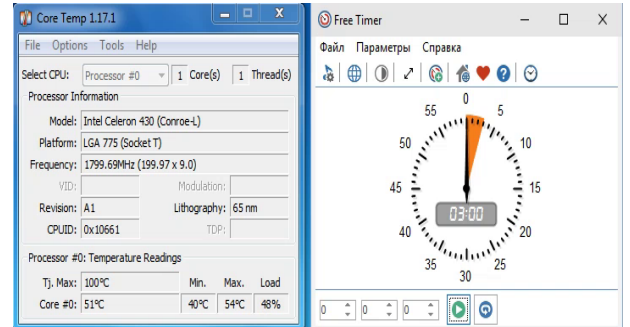 Core Temp 1.17.1
File Options Tools Help
Select CPU: Processor #0 1 Core(s) 1 Thread(s)
Processor Information
Model: Intel Celeron 430 (Conroe-L)
Platform: LGA 775 (Socket T)
Frequency: 1799.69MHz (199.97 x 9.0)
VID: Modulation:
Revision: A1 Lithography: 65 nm
CPUID: 0x10661 TDP:
Processor #0: Temperature Readings
Tj. Max: 100°C Min. Max. Load
Core #0: 51°C 40°C 54°C 48%
Free Timer
Файл Параметры Справка
0
55 5
50 10
45 15
03:00
40 20
35 25
30
0 0 0